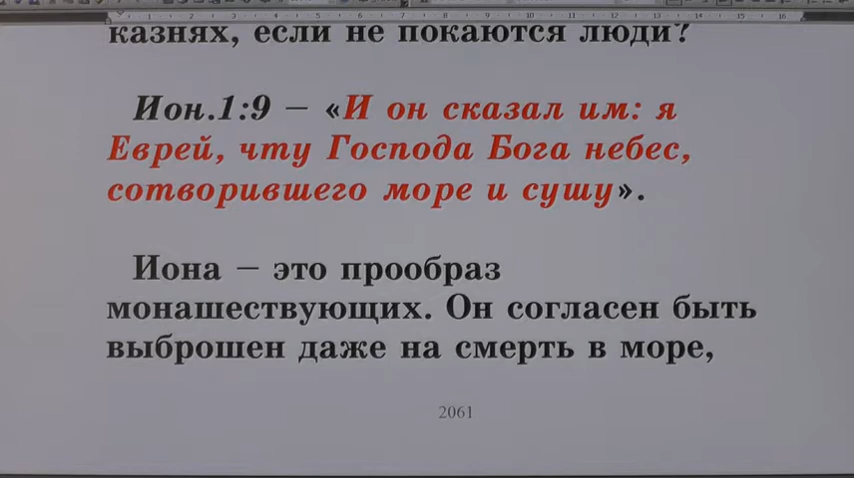 казнях, если не покаются люди?
Ион.1:9 – «И он сказал им: я
Еврей, чту Господа Бога небес,
сотворившего море и сушу».
Иона – это прообраз
монашествующих. Он согласен быть
выброшен даже на смерть в море,
2061